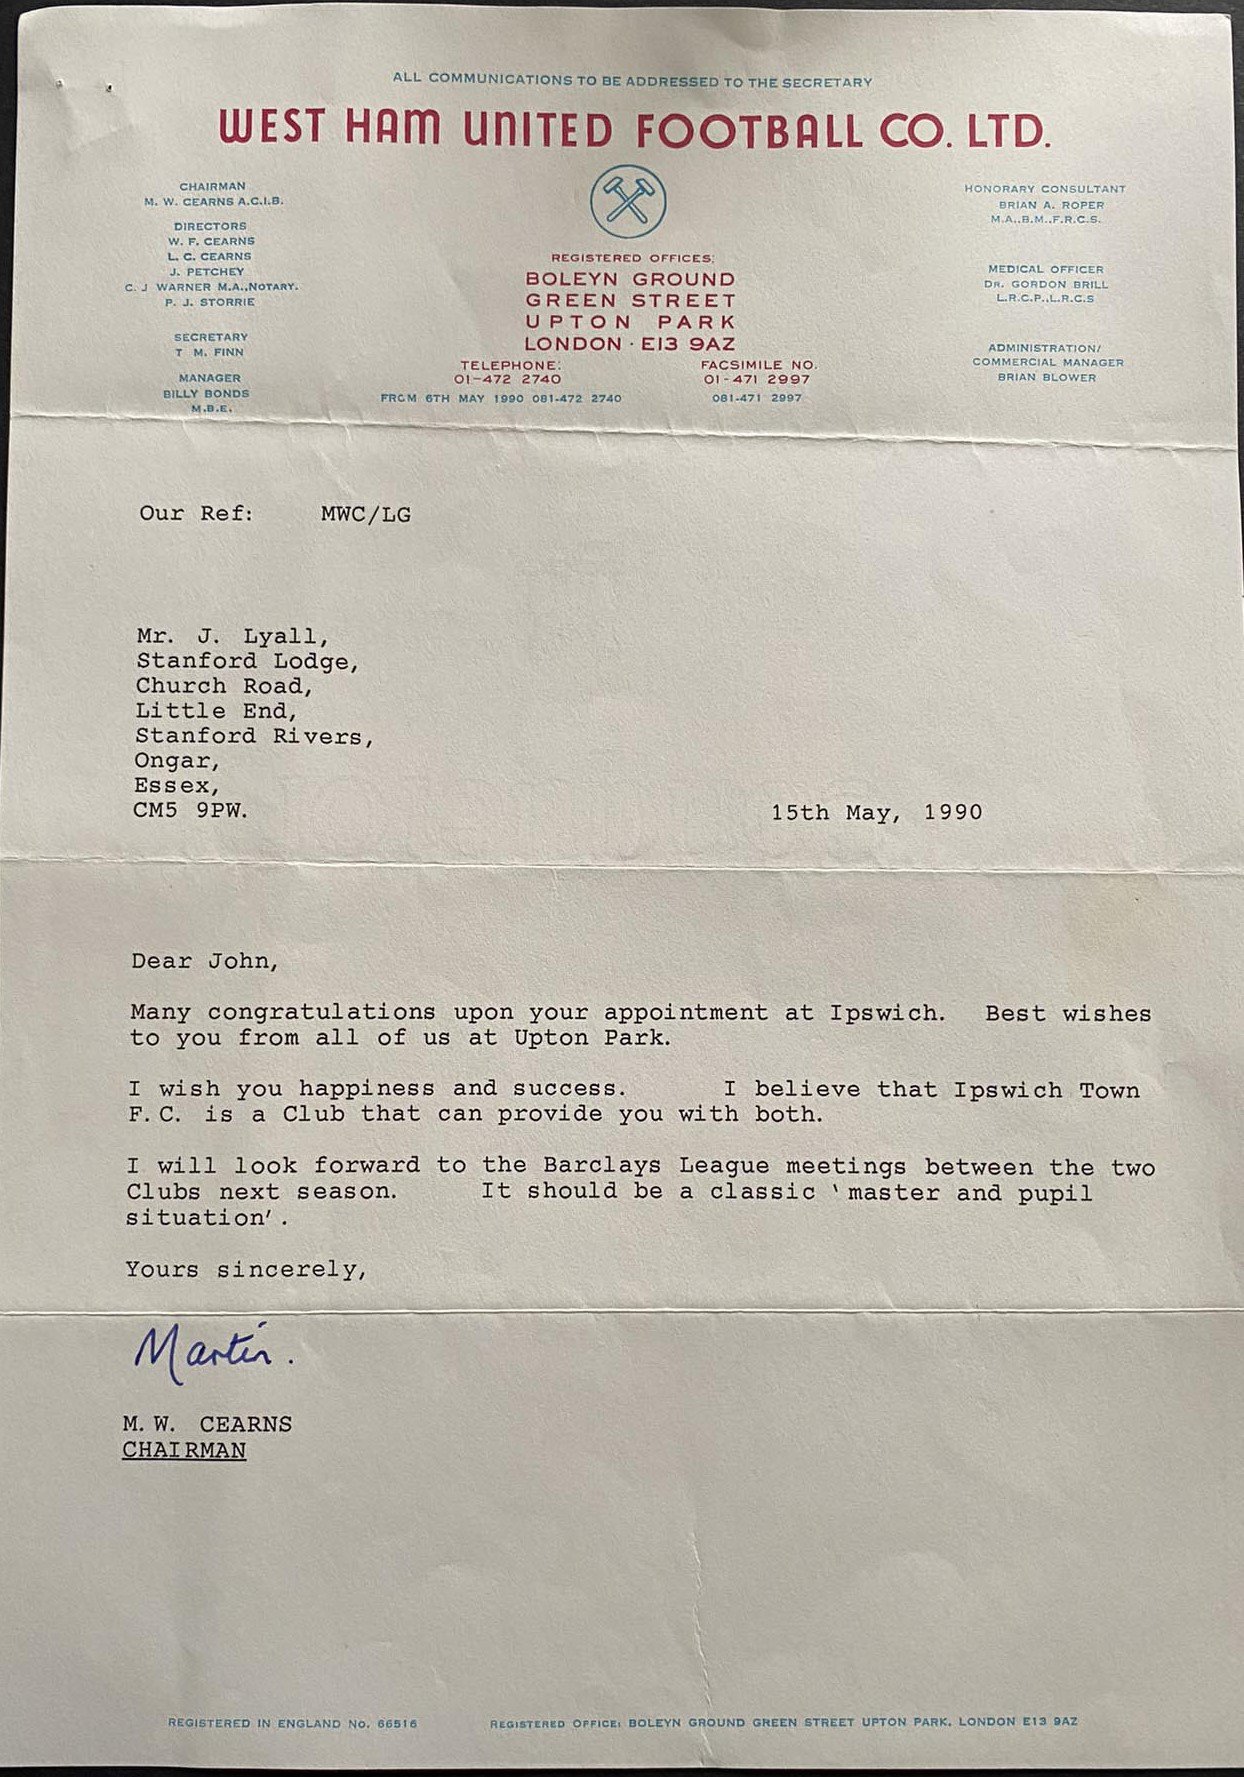 ALL COMMUNICATIONS TO BE ADDRESSED TO THE SECRETARY
WEST HAM UNITED FOOTBALL CO. LTD.
CHAIRMAN
M. W. CEARNS A.C.I.B.
DIRECTORS
W. F. CEARNS
L. C. CEARNS
J. PETCHEY
C. J WARNER M.A.,NOTARY.
P. J. STORRIE
SECRETARY
T M. FINN
MANAGER
BILLY BONDS
M.B.E.
REGISTERED OFFICES:
BOLEYN GROUND
GREEN STREET
UPTON PARK
LONDON · E13 9AZ
TELEPHONE: FACSIMILE NO.
01-472 2740 01-471 2997
FROM 6TH MAY 1990 081-472 2740 081-471 2997
HONORARY CONSULTANT
BRIAN A. ROPER
M.A..B.M..F.R.C.S.
MEDICAL OFFICER
DR. GORDON BRILL
L.R.C.P..L.R.C.S
ADMINISTRATION/
COMMERCIAL MANAGER
BRIAN BLOWER
Our Ref: MWC/LG
Mr. J. Lyall,
Stanford Lodge,
Church Road,
Little End,
Stanford Rivers,
Ongar,
Essex,
CM5 9PW. 15th May, 1990
Dear John,
Many congratulations upon your appointment at Ipswich. Best wishes
to you from all of us at Upton Park.
I wish you happiness and success. I believe that Ipswich Town
F.C. is a Club that can provide you with both.
I will look forward to the Barclays League meetings between the two
Clubs next season. It should be a classic 'master and pupil
situation'.
Yours sincerely,
Martin.
M.W. CEARNS
CHAIRMAN
REGISTERED IN ENGLAND No. 66516 REGISTERED OFFICE: BOLEYN GROUND GREEN STREET UPTON PARK. LONDON E13 9AZ